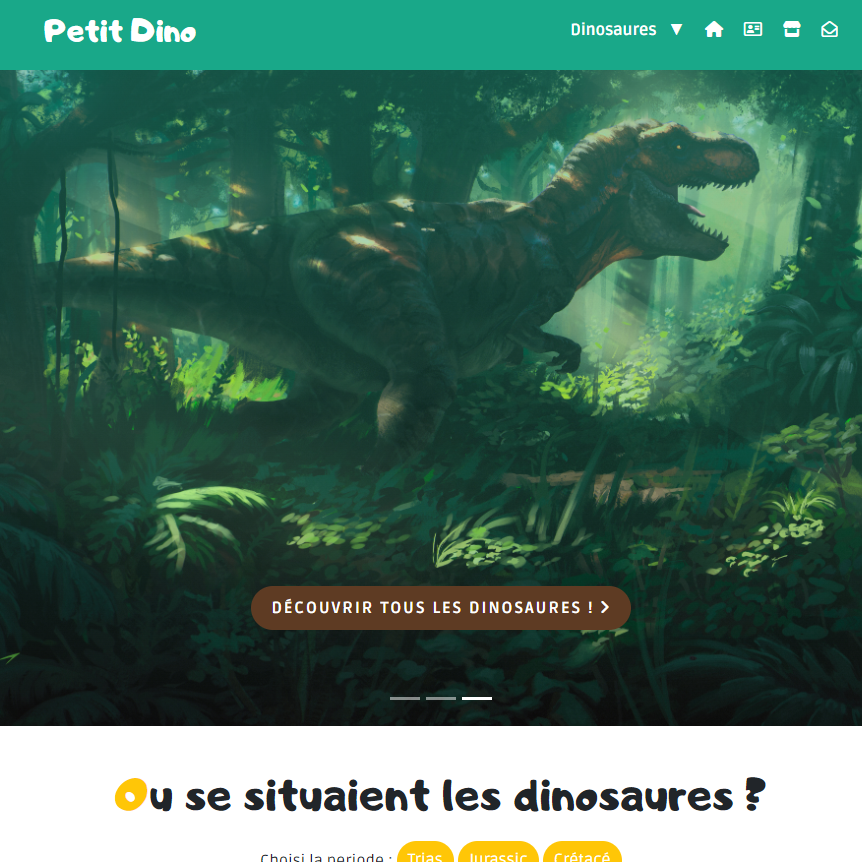 Petit Dino
Dinosaures ▼
DÉCOUVRIR TOUS LES DINOSAURES !
Ou se situaient les dinosaures ?
Choisi la periode : Trias Jurassic Crétacé